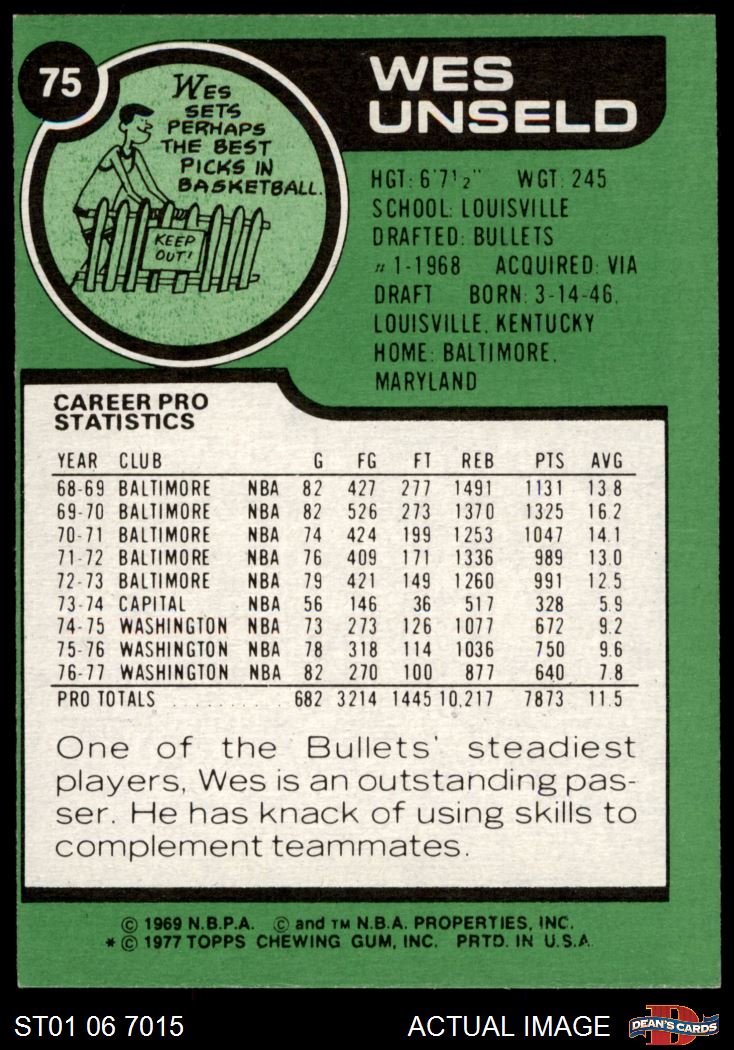 75
WES
UNSELD
WES
SETS
PERHAPS
THE BEST
PICKS IN
BASKETBALL.
KEEP
OUT!
HGT: 6'7½" WGT: 245
SCHOOL: LOUISVILLE
DRAFTED: BULLETS
#1-1968 ACQUIRED: VIA
DRAFT BORN: 3-14-46,
LOUISVILLE, KENTUCKY
HOME: BALTIMORE,
MARYLAND
CAREER PRO
STATISTICS
YEAR CLUB G FG FT REB PTS AVG
68-69 BALTIMORE NBA 82 427 277 1491 1131 13.8
69-70 BALTIMORE NBA 82 526 273 1370 1325 16.2
70-71 BALTIMORE NBA 74 424 199 1253 1047 14.1
71-72 BALTIMORE NBA 76 409 171 1336 989 13.0
72-73 BALTIMORE NBA 79 421 149 1260 991 12.5
73-74 CAPITAL NBA 56 146 36 517 328 5.9
74-75 WASHINGTON NBA 73 273 126 1077 672 9.2
75-76 WASHINGTON NBA 78 318 114 1036 750 9.6
76-77 WASHINGTON NBA 82 270 100 877 640 7.8
PRO TOTALS . . . . . . . . . . 682 3214 1445 10,217 7873 11.5
One of the Bullets' steadiest
players, Wes is an outstanding pas-
ser. He has knack of using skills to
complement teammates.
© 1969 N.B.P.A. © and TM N.B.A. PROPERTIES, INC.
* © 1977 TOPPS CHEWING GUM, INC. PRTD. IN U.S.A.
ST01 06 7015 ACTUAL IMAGE
D
DEAN'S CARDS